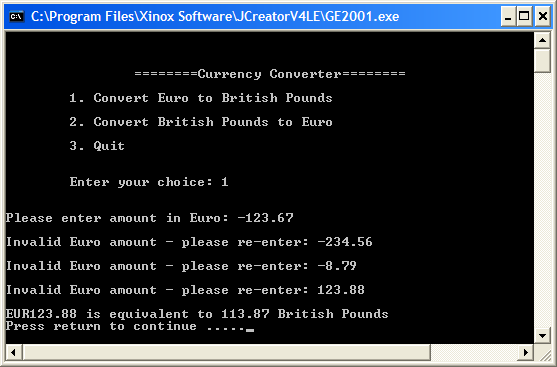 C:\Program Files\Xinox Software\JCreatorV4LE\GE2001.exe
========Currency Converter========
1. Convert Euro to British Pounds
2. Convert British Pounds to Euro
3. Quit
Enter your choice: 1
Please enter amount in Euro: -123.67
Invalid Euro amount - please re-enter: -234.56
Invalid Euro amount - please re-enter: -8.79
Invalid Euro amount - please re-enter: 123.88
EUR123.88 is equivalent to 113.87 British Pounds
Press return to continue .....